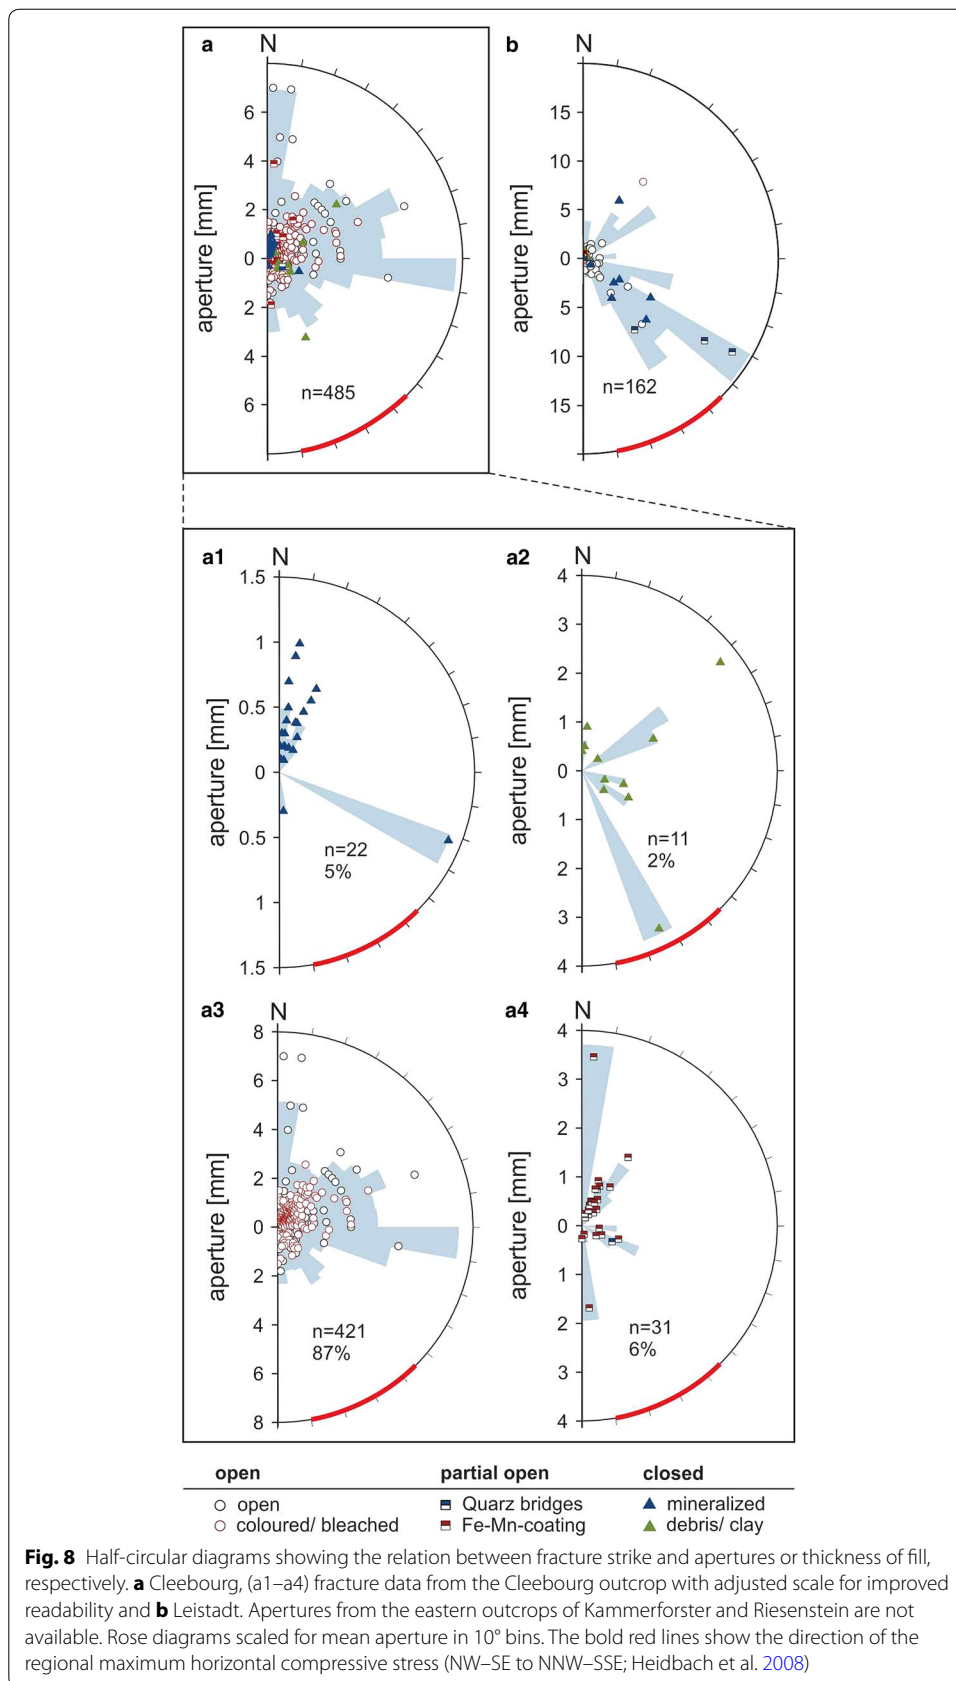 a
N
6
4
2
0
2
4
6
aperture [mm]
n=485
b
N
15
10
5
0
5
10
15
aperture [mm]
n=162
a1
N
1.5
1
0.5
0
0.5
1
1.5
aperture [mm]
n=22
5%
a2
N
4
3
2
1
0
1
2
3
4
aperture [mm]
n=11
2%
a3
N
8
6
4
2
0
2
4
6
8
aperture [mm]
n=421
87%
a4
N
4
3
2
1
0
1
2
3
4
aperture [mm]
n=31
6%
open partial open closed
open Quarz bridges mineralized
coloured/ bleached Fe-Mn-coating debris/ clay
Fig. 8 Half-circular diagrams showing the relation between fracture strike and apertures or thickness of fill,
respectively. a Cleebourg, (a1–a4) fracture data from the Cleebourg outcrop with adjusted scale for improved
readability and b Leistadt. Apertures from the eastern outcrops of Kammerforster and Riesenstein are not
available. Rose diagrams scaled for mean aperture in 10° bins. The bold red lines show the direction of the
regional maximum horizontal compressive stress (NW–SE to NNW–SSE; Heidbach et al. 2008)